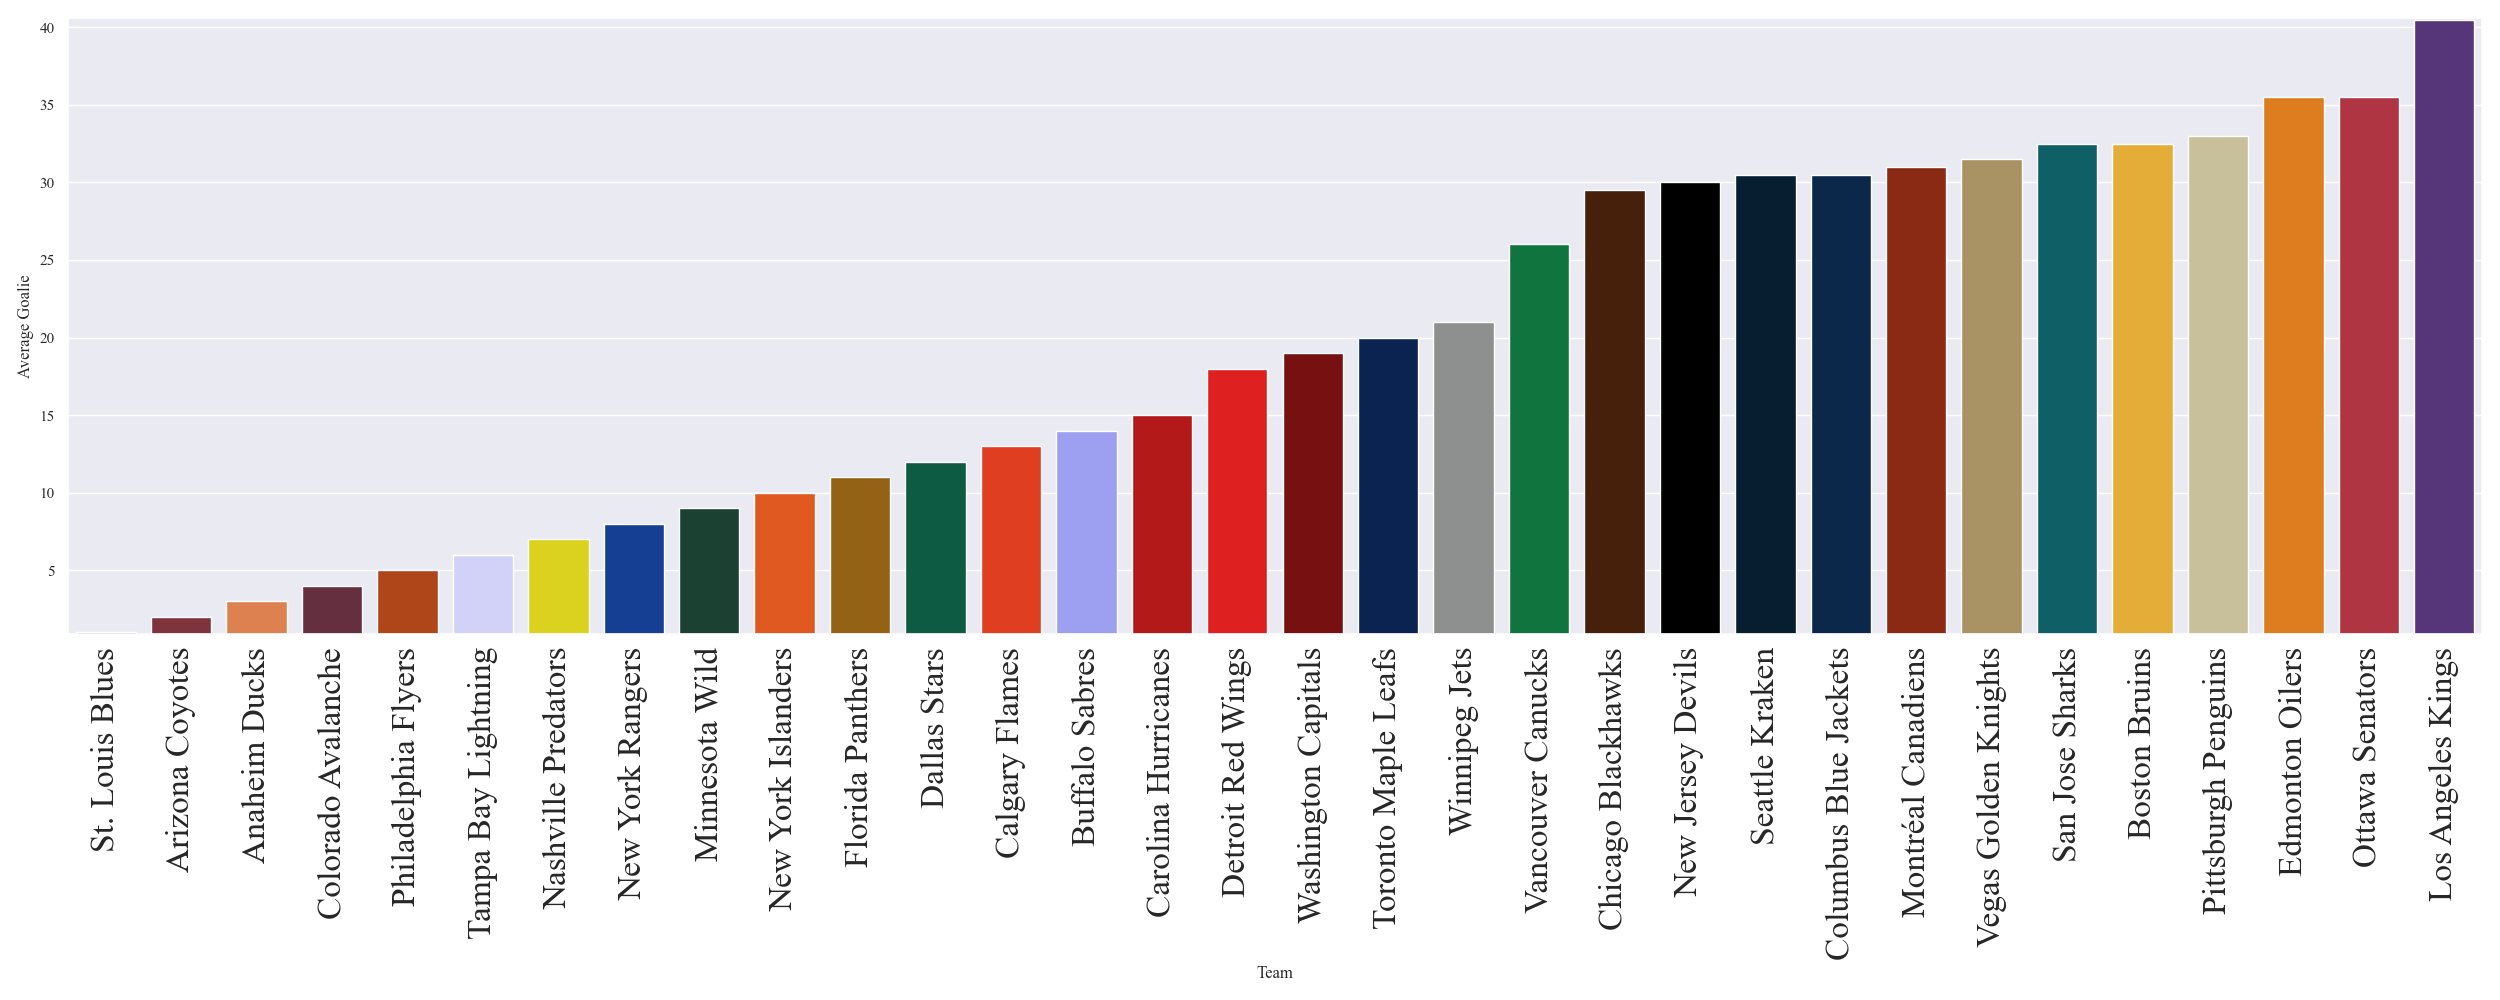 40
35
30
25
20
15
10
5
Average Goalie
St. Louis Blues
Arizona Coyotes
Anaheim Ducks
Colorado Avalanche
Philadelphia Flyers
Tampa Bay Lightning
Nashville Predators
New York Rangers
Minnesota Wild
New York Islanders
Florida Panthers
Dallas Stars
Calgary Flames
Buffalo Sabres
Carolina Hurricanes
Detroit Red Wings
Washington Capitals
Toronto Maple Leafs
Winnipeg Jets
Vancouver Canucks
Chicago Blackhawks
New Jersey Devils
Seattle Kraken
Columbus Blue Jackets
Montréal Canadiens
Vegas Golden Knights
San Jose Sharks
Boston Bruins
Pittsburgh Penguins
Edmonton Oilers
Ottawa Senators
Los Angeles Kings
Team